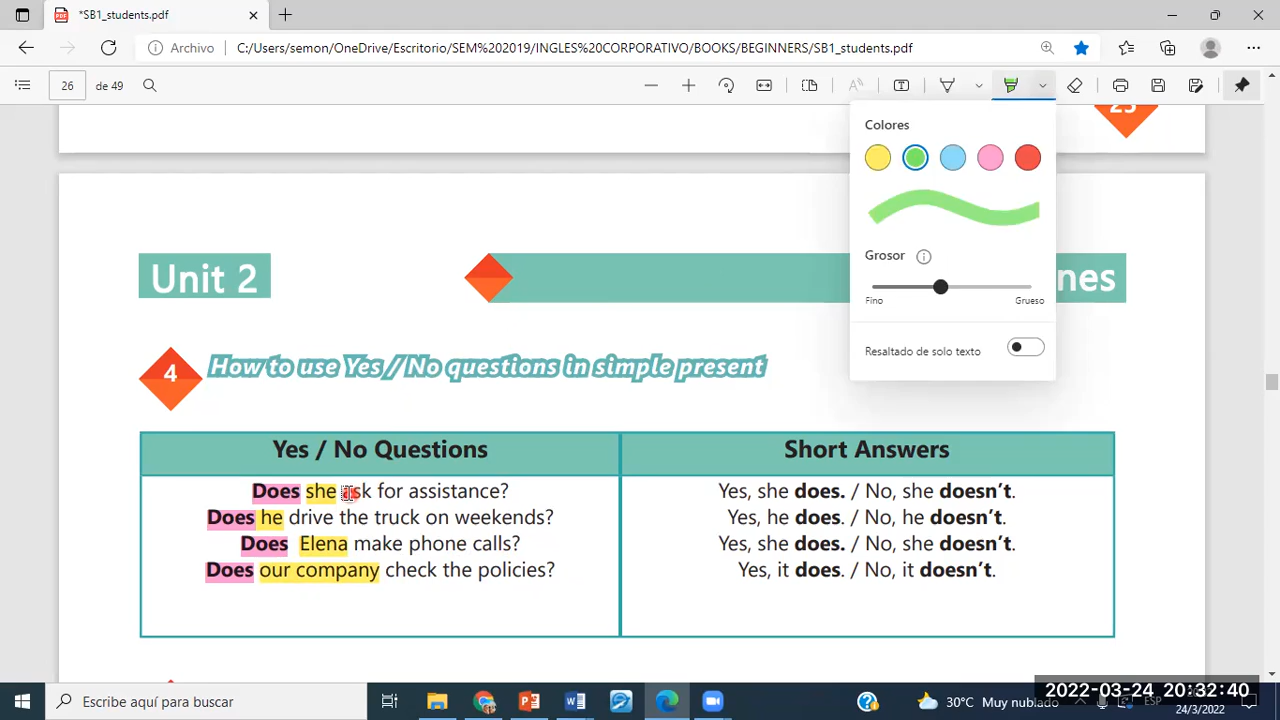 *SB1_students.pdf
Archivo
C:/Users/semon/OneDrive/Escritorio/SEM%202019/INGLES%20CORPORATIVO/BOOKS/BEGINNERS/SB1_students.pdf
26 de 49
Colores
Grosor
Fino Grueso
Resaltado de solo texto
Unit 2
4 How to use Yes / No questions in simple present
Yes / No Questions Short Answers
Does she ask for assistance? Yes, she does. / No, she doesn't.
Does he drive the truck on weekends? Yes, he does. / No, he doesn't.
Does Elena make phone calls? Yes, she does. / No, she doesn't.
Does our company check the policies? Yes, it does. / No, it doesn't.
Escribe aquí para buscar
30°C Muy nublado
ESP
2022-03-24 20:32:40
24/3/2022